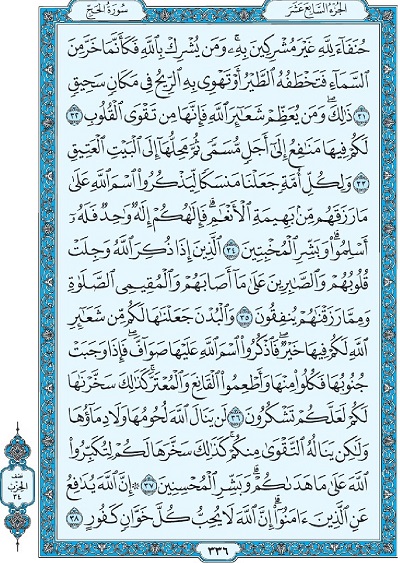 الجزء السابع عشر
سورة الحج
حُنَفَآءَ لِلَّهِ غَيْرَ مُشْرِكِينَ بِهِۦ ۚ وَمَن يُشْرِكْ بِٱللَّهِ فَكَأَنَّمَا خَرَّ مِنَ
ٱلسَّمَآءِ فَتَخْطَفُهُ ٱلطَّيْرُ أَوْ تَهْوِى بِهِ ٱلرِّيحُ فِى مَكَانٍ سَحِيقٍ
٣١ ذَٰلِكَ وَمَن يُعَظِّمْ شَعَـٰٓئِرَ ٱللَّهِ فَإِنَّهَا مِن تَقْوَى ٱلْقُلُوبِ ٣٢
لَكُمْ فِيهَا مَنَـٰفِعُ إِلَىٰٓ أَجَلٍ مُّسَمًّى ثُمَّ مَحِلُّهَآ إِلَى ٱلْبَيْتِ ٱلْعَتِيقِ
٣٣ وَلِكُلِّ أُمَّةٍ جَعَلْنَا مَنسَكًا لِّيَذْكُرُوا۟ ٱسْمَ ٱللَّهِ عَلَىٰ
مَا رَزَقَهُم مِّنۢ بَهِيمَةِ ٱلْأَنْعَـٰمِ ۗ فَإِلَـٰهُكُمْ إِلَـٰهٌ وَٰحِدٌ فَلَهُۥٓ
أَسْلِمُوا۟ ۗ وَبَشِّرِ ٱلْمُخْبِتِينَ ٣٤ ٱلَّذِينَ إِذَا ذُكِرَ ٱللَّهُ وَجِلَتْ
قُلُوبُهُمْ وَٱلصَّـٰبِرِينَ عَلَىٰ مَآ أَصَابَهُمْ وَٱلْمُقِيمِى ٱلصَّلَوٰةِ
وَمِمَّا رَزَقْنَـٰهُمْ يُنفِقُونَ ٣٥ وَٱلْبُدْنَ جَعَلْنَـٰهَا لَكُم مِّن شَعَـٰٓئِرِ
ٱللَّهِ لَكُمْ فِيهَا خَيْرٌ ۖ فَٱذْكُرُوا۟ ٱسْمَ ٱللَّهِ عَلَيْهَا صَوَآفَّ ۖ فَإِذَا وَجَبَتْ
جُنُوبُهَا فَكُلُوا۟ مِنْهَا وَأَطْعِمُوا۟ ٱلْقَانِعَ وَٱلْمُعْتَرَّ ۚ كَذَٰلِكَ سَخَّرْنَـٰهَا
لَكُمْ لَعَلَّكُمْ تَشْكُرُونَ ٣٦ لَن يَنَالَ ٱللَّهَ لُحُومُهَا وَلَا دِمَآؤُهَا
وَلَـٰكِن يَنَالُهُ ٱلتَّقْوَىٰ مِنكُمْ ۚ كَذَٰلِكَ سَخَّرَهَا لَكُمْ لِتُكَبِّرُوا۟
ٱللَّهَ عَلَىٰ مَا هَدَىٰكُمْ ۗ وَبَشِّرِ ٱلْمُحْسِنِينَ ٣٧ ۞ إِنَّ ٱللَّهَ يُدَٰفِعُ
عَنِ ٱلَّذِينَ ءَامَنُوٓا۟ ۗ إِنَّ ٱللَّهَ لَا يُحِبُّ كُلَّ خَوَّانٍ كَفُورٍ ٣٨
نصف
الحزب
٣٤
٣٣٦